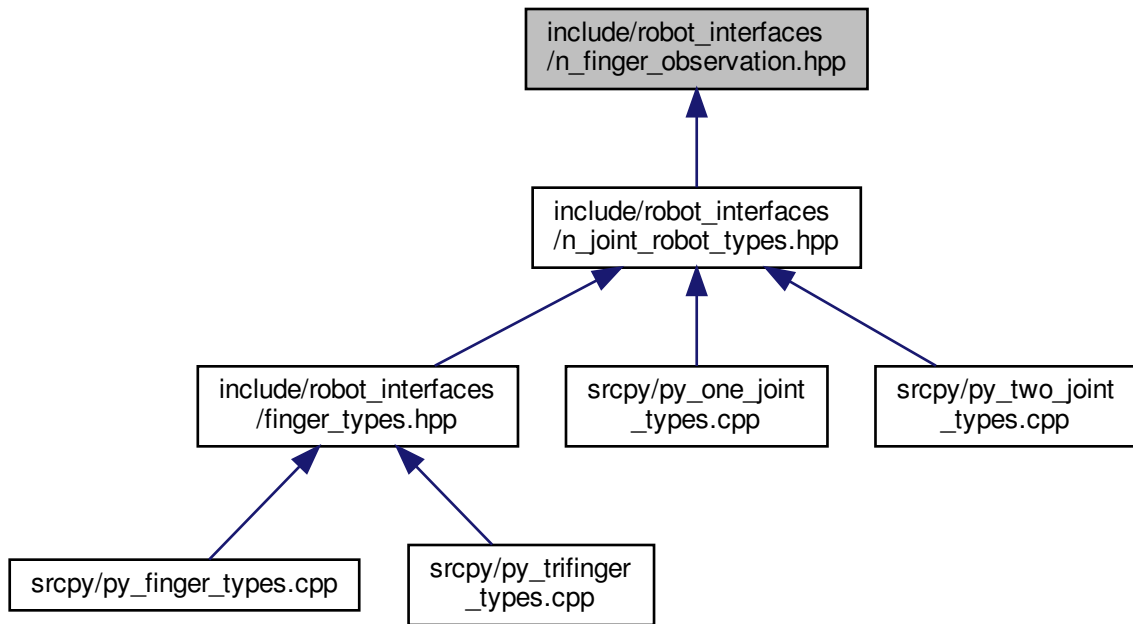 include/robot_interfaces
/n_finger_observation.hpp
include/robot_interfaces
/n_joint_robot_types.hpp
include/robot_interfaces
/finger_types.hpp
srcpy/py_one_joint
_types.cpp
srcpy/py_two_joint
_types.cpp
srcpy/py_finger_types.cpp
srcpy/py_trifinger
_types.cpp